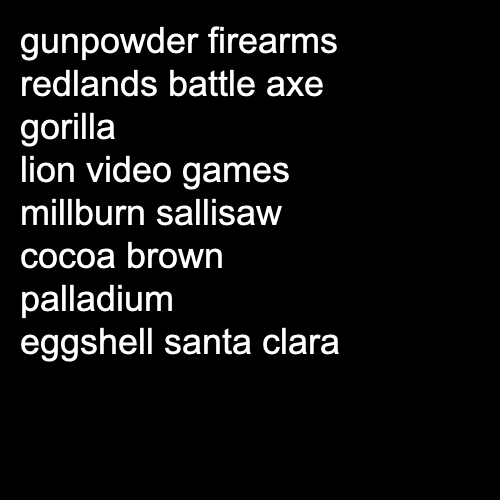 gunpowder firearms
redlands battle axe
gorilla
lion video games
millburn sallisaw
cocoa brown
palladium
eggshell santa clara